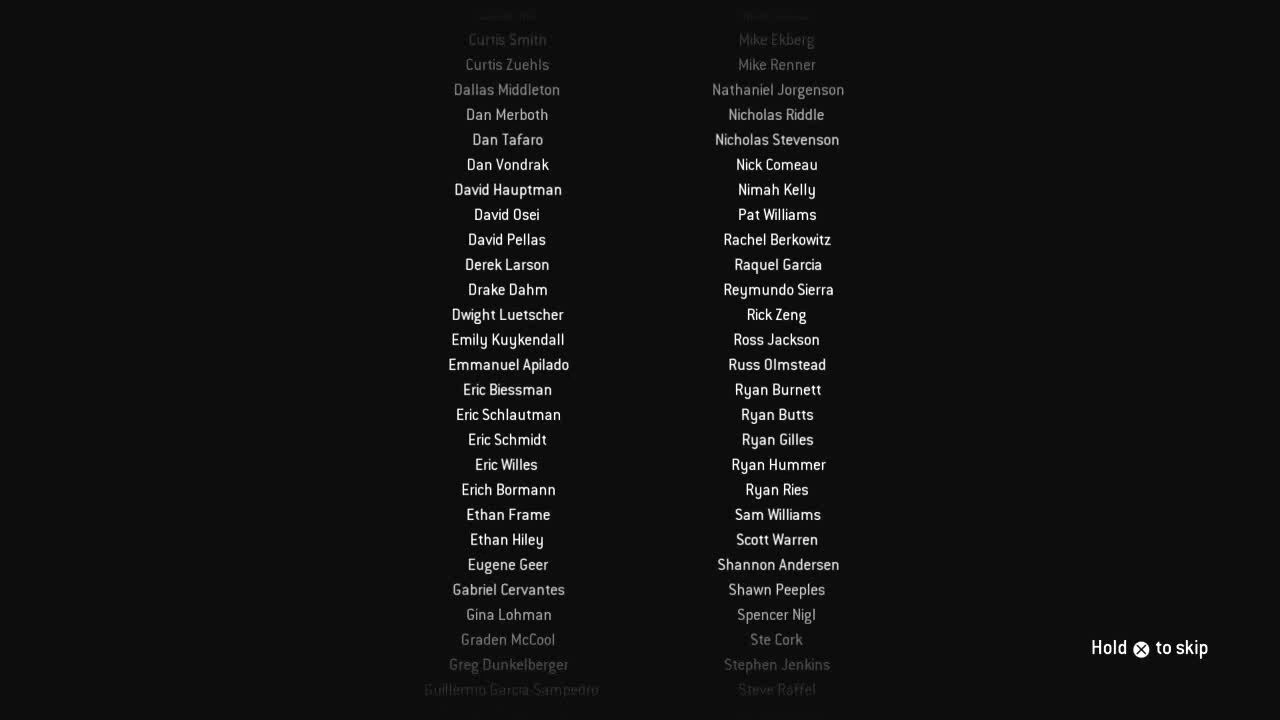 Curtis Smith
Curtis Zuehls
Dallas Middleton
Dan Merboth
Dan Tafaro
Dan Vondrak
David Hauptman
David Osei
David Pellas
Derek Larson
Drake Dahm
Dwight Luetscher
Emily Kuykendall
Emmanuel Apilado
Eric Biessman
Eric Schlautman
Eric Schmidt
Eric Willes
Erich Bormann
Ethan Frame
Ethan Hiley
Eugene Geer
Gabriel Cervantes
Gina Lohman
Graden McCool
Greg Dunkelberger
Guillermo Garcia-Sampedro
Mike Ekberg
Mike Renner
Nathaniel Jorgenson
Nicholas Riddle
Nicholas Stevenson
Nick Comeau
Nimah Kelly
Pat Williams
Rachel Berkowitz
Raquel Garcia
Reymundo Sierra
Rick Zeng
Ross Jackson
Russ Olmstead
Ryan Burnett
Ryan Butts
Ryan Gilles
Ryan Hummer
Ryan Ries
Sam Williams
Scott Warren
Shannon Andersen
Shawn Peeples
Spencer Nigl
Ste Cork
Stephen Jenkins
Steve Raffel
Hold ⊗ to skip